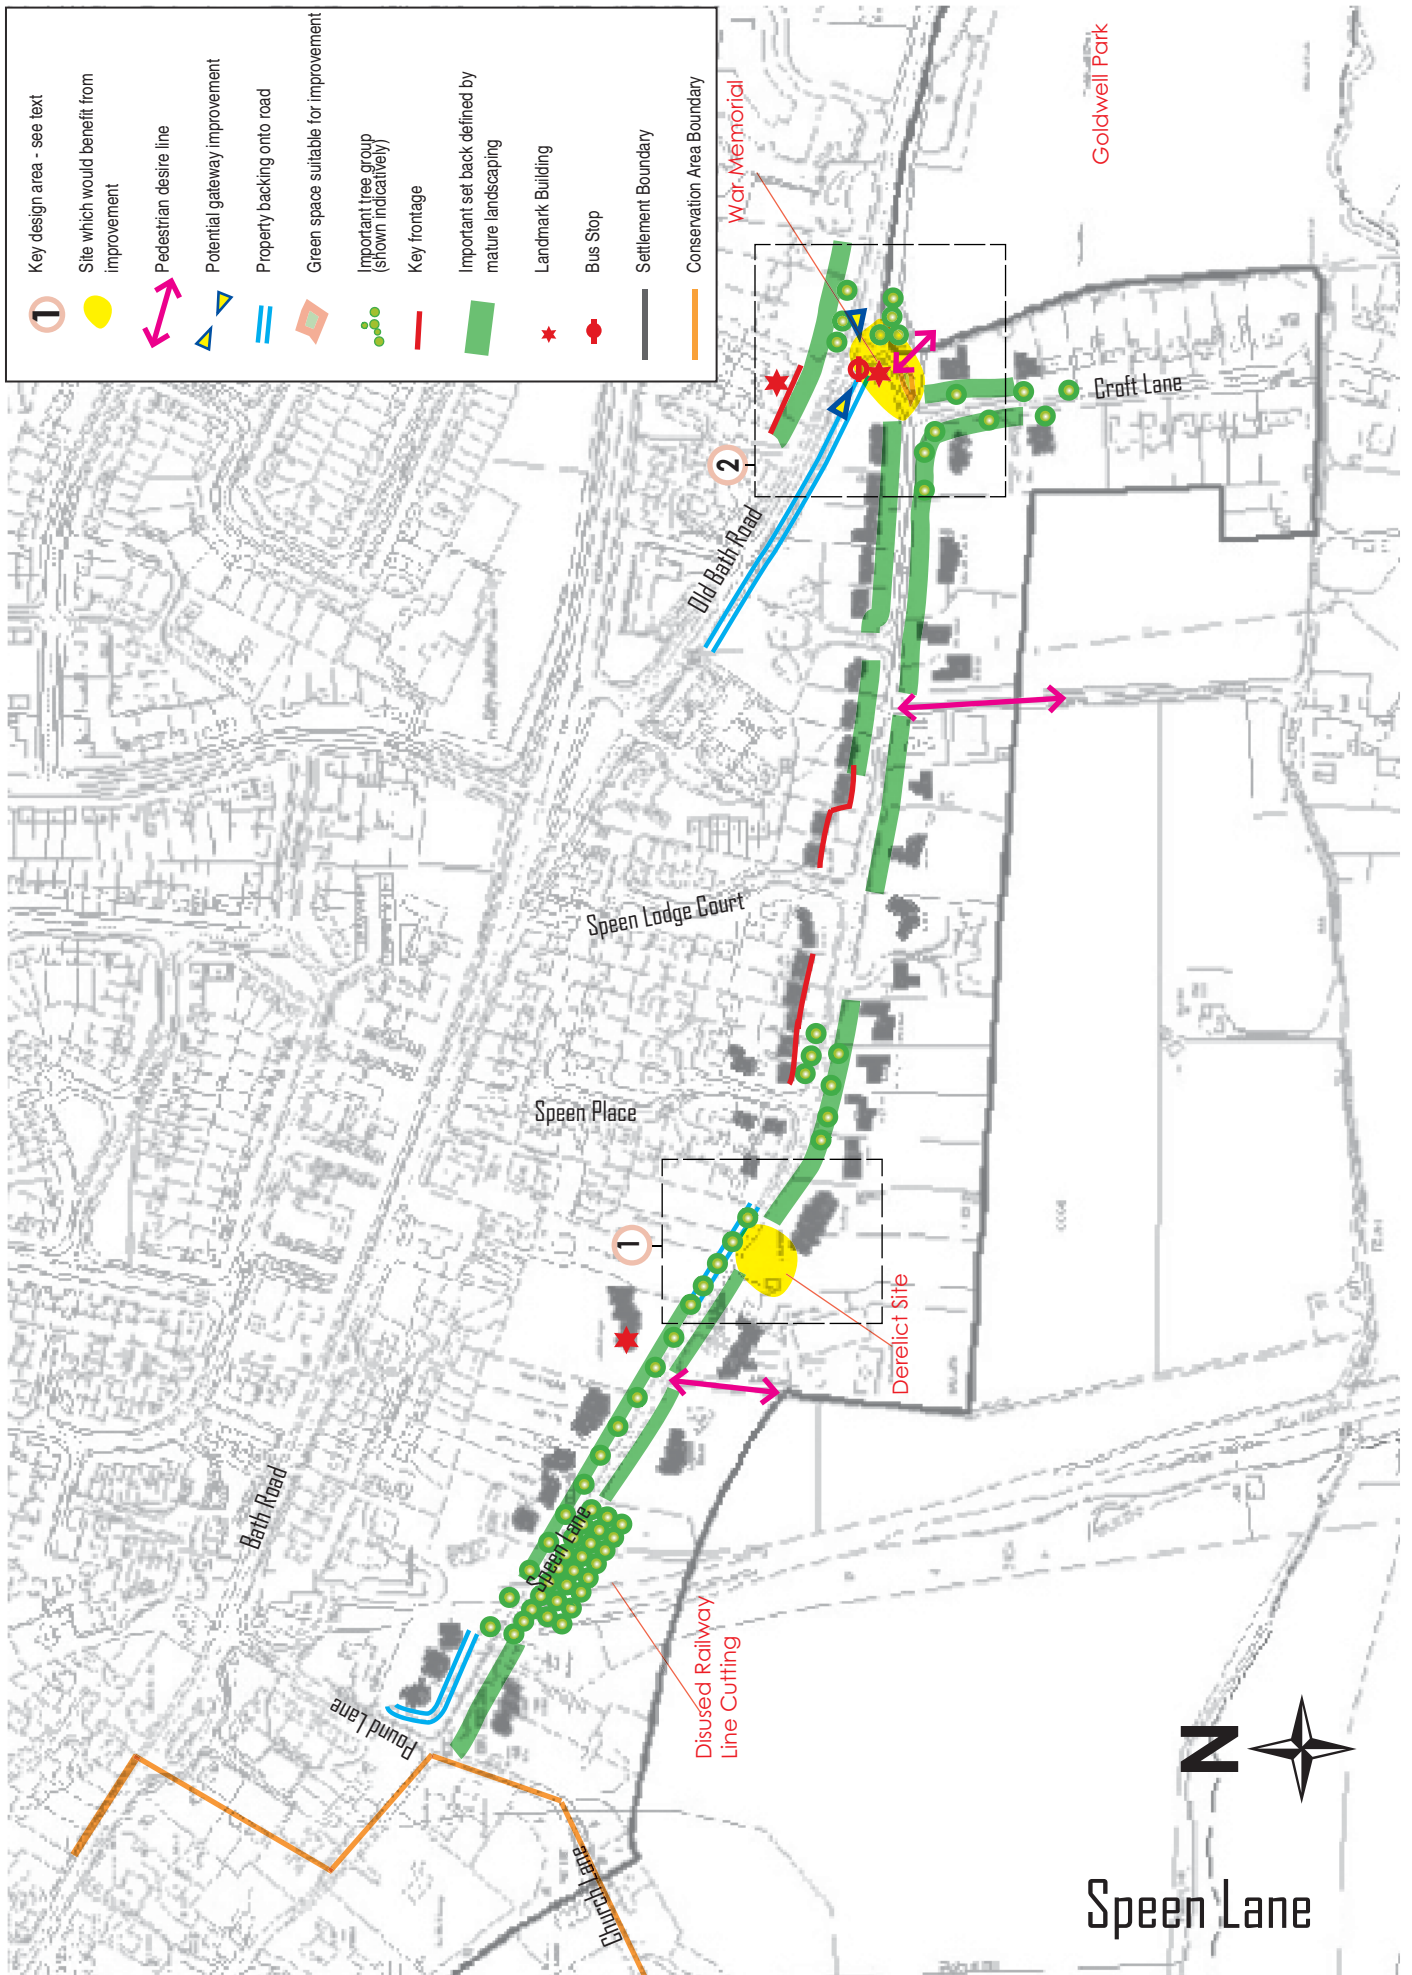 1
Key design area - see text
Site which would benefit from
improvement
Pedestrian desire line
Potential gateway improvement
Property backing onto road
Green space suitable for improvement
Important tree group
(shown indicatively)
Key frontage
Important set back defined by
mature landscaping
Landmark Building
Bus Stop
Settlement Boundary
Conservation Area Boundary
War Memorial
Goldwell Park
Croft Lane
2
Old Bath Road
Speen Lodge Court
Speen Place
1
Derelict Site
Bath Road
Speen Lane
Disused Railway
Line Cutting
Pound Lane
Church Lane
N
Speen Lane